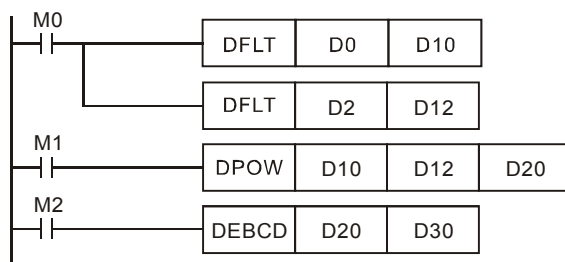 M0
DFLT D0 D10
DFLT D2 D12
M1
DPOW D10 D12 D20
M2
DEBCD D20 D30